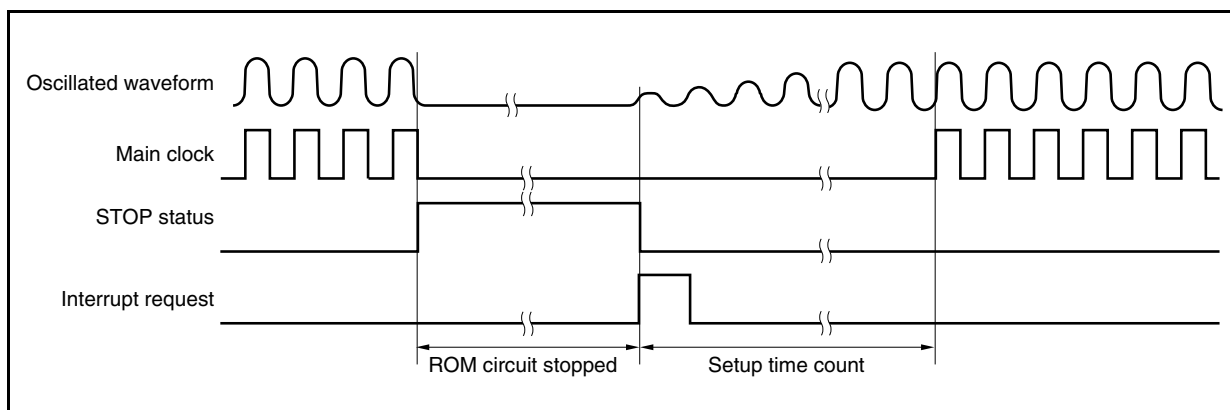 Oscillated waveform
Main clock
STOP status
Interrupt request
ROM circuit stopped
Setup time count